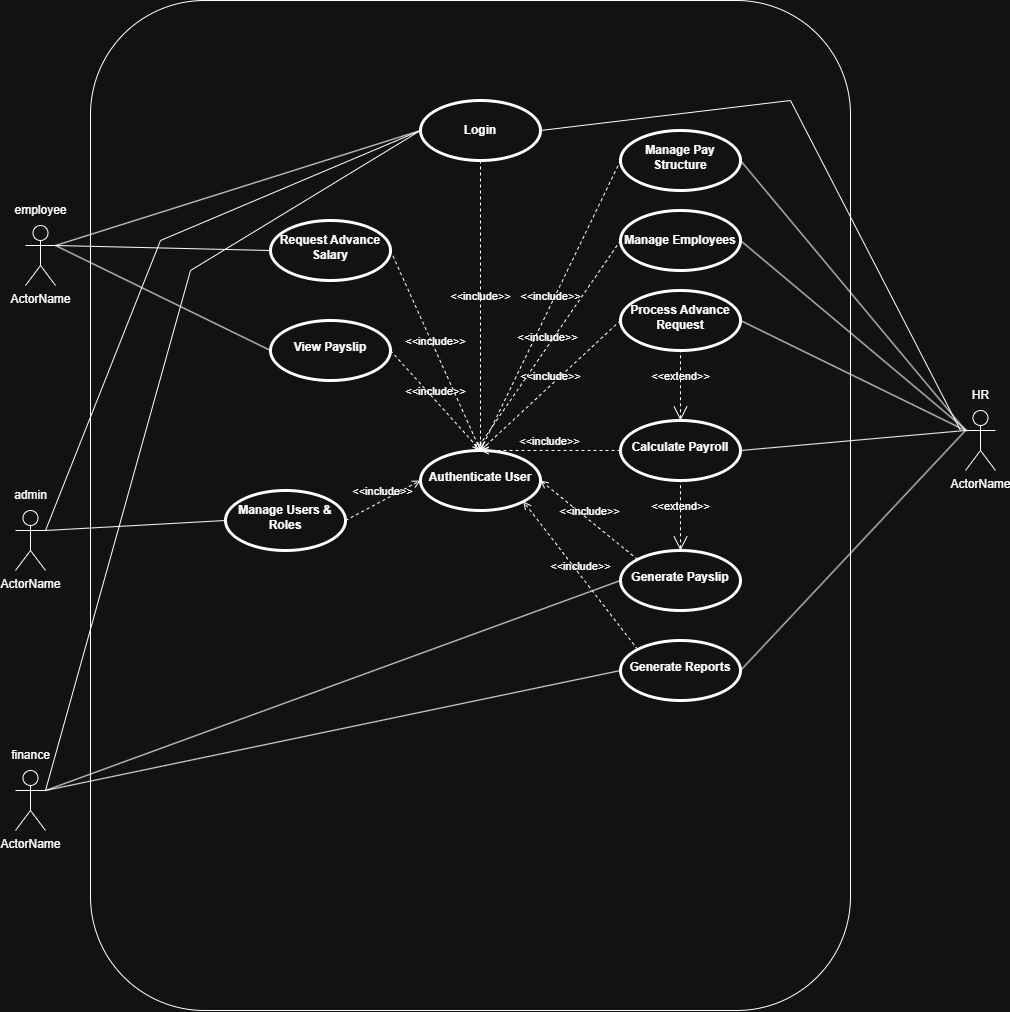 Login
Manage Pay
Structure
employee
Request Advance
Salary
Manage Employees
ActorName
<<include>>
<<include>>
Process Advance
Request
<<include>>
<<include>>
View Payslip
<<include>>
<<extend>>
<<include>>
HR
<<include>>
Calculate Payroll
Authenticate User
ActorName
admin
<<include>>
Manage Users &
Roles
<<include>>
<<extend>>
<<include>>
Generate Payslip
ActorName
Generate Reports
finance
ActorName